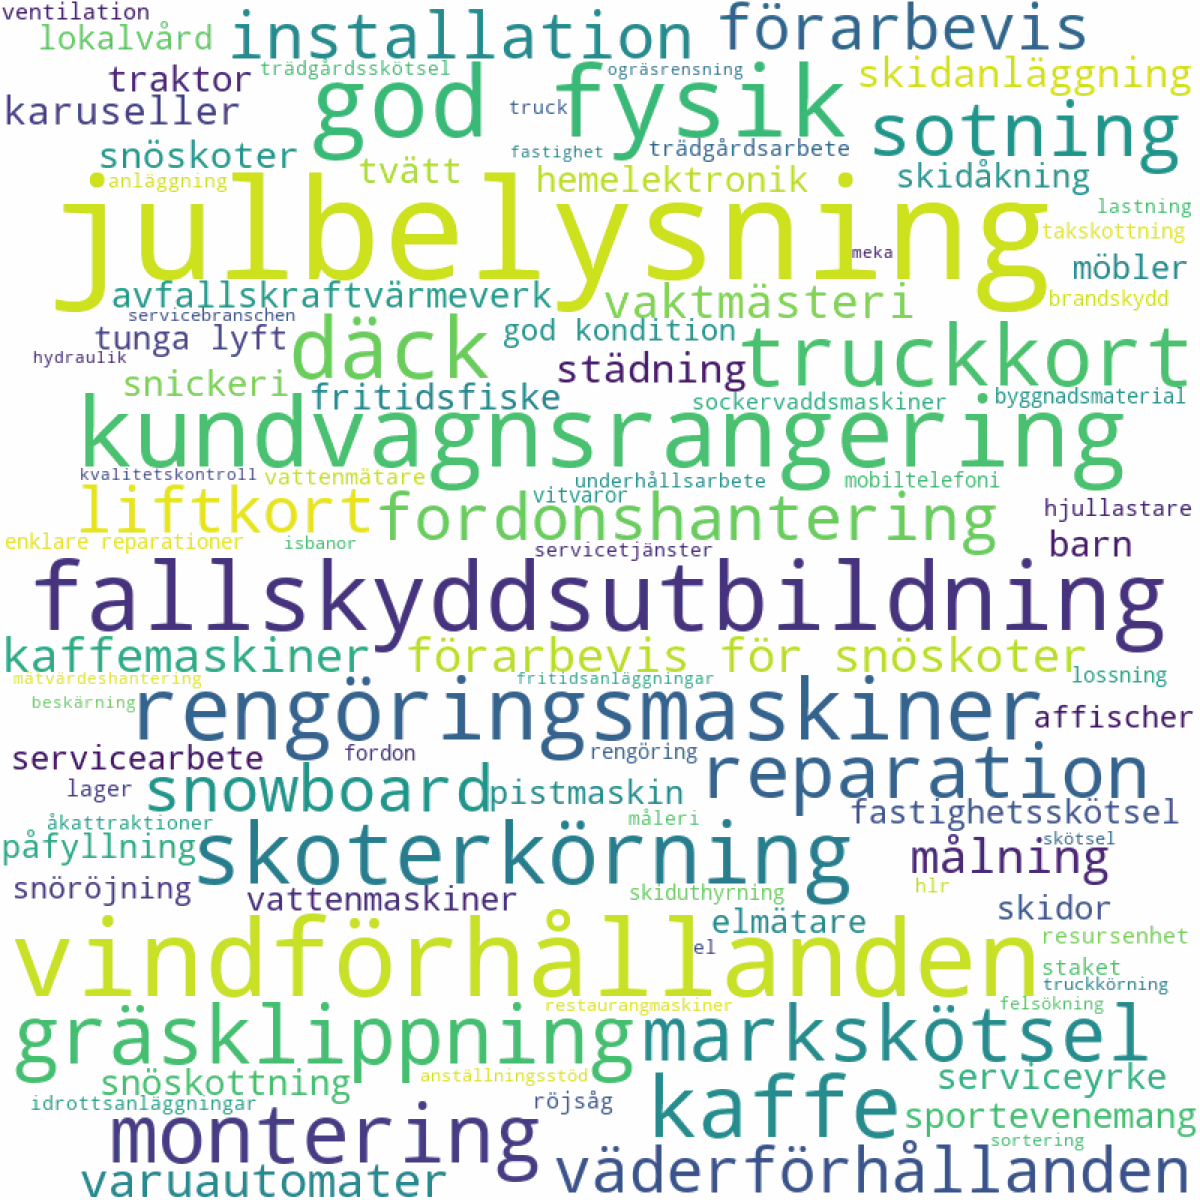 ventilation
lokalvård
installation
förarbevis
traktor
trädgårdsskötsel
ogräsrensning
skidanläggning
karuseller
god fysik
truck
sotning
snöskoter
tvätt
fastighet
trädgårdsarbete
anläggning
hemelektronik
skidåkning
julbelysning
lastning
takskottning
meka
möbler
avfallskraftvärmeverk
vaktmästeri
brandskydd
servicebranschen
tunga lyft
däck
god kondition
truckkort
hydraulik
städning
snickeri
fritidsfiske
sockervaddsmaskiner
byggnadsmaterial
kundvagnsrangering
kvalitetskontroll
vattenmätare
underhållsarbete
mobiltelefoni
liftkort
vitvaror
fordonshantering
hjullastare
enklare reparationer
isbanor
servicetjänster
barn
fallskyddsutbildning
kaffemaskiner
förarbevis för snöskoter
mätvärdeshantering
fritidsanläggningar
lossning
beskärning
rengöringsmaskiner
affischer
servicearbete
fordon
rengöring
reparation
lager
snowboard
pistmaskin
åkattraktioner
måleri
fastighetsskötsel
påfyllning
skoterkörning
skötsel
målning
snöröjning
vattenmaskiner
skiduthyrning
hlr
elmätare
skidor
vindförhållanden
el
resursenhet
staket
truckkörning
restaurangmaskiner
felsökning
gräsklippning
markskötsel
snöskottning
anställningsstöd
kaffe
serviceyrke
idrottsanläggningar
montering
röjsåg
sportevenemang
sortering
varuautomater
väderförhållanden